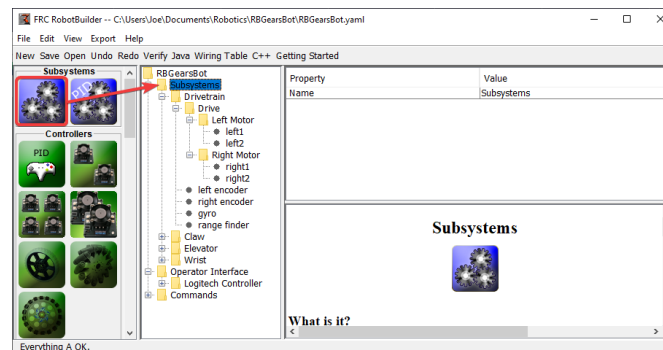 FRC RobotBuilder -- C:\Users\Joe\Documents\Robotics\RBGearsBot\RBGearsBot.yaml
File Edit View Export Help
New Save Open Undo Redo Verify Java Wiring Table C++ Getting Started
Subsystems
PID
Controllers
PID
RBGearsBot
Subsystems
Drivetrain
Drive
Left Motor
left1
left2
Right Motor
right1
right2
left encoder
right encoder
gyro
range finder
Claw
Elevator
Wrist
Operator Interface
Logitech Controller
Commands
Property Value
Name Subsystems
Subsystems
What is it?
Everything A OK.